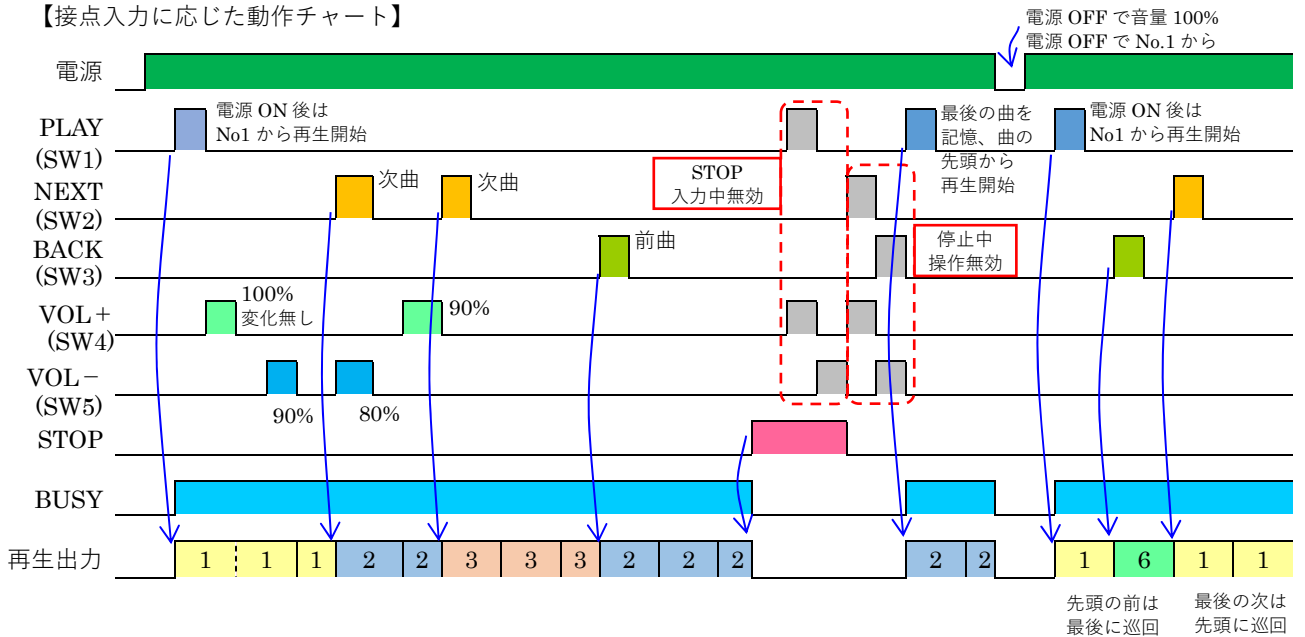 【接点入力に応じた動作チャート】
電源 OFF で音量 100%
電源 OFF で No.1 から
電源
PLAY
(SW1)
電源 ON 後は
No1 から再生開始
最後の曲を
記憶、曲の
先頭から
再生開始
電源 ON 後は
No1 から再生開始
STOP
入力中無効
NEXT
(SW2)
次曲
次曲
BACK
(SW3)
前曲
停止中
操作無効
VOL+
(SW4)
100%
変化無し
90%
VOL-
(SW5)
90%
80%
STOP
BUSY
再生出力
1 1 1 2 2 3 3 3 2 2 2 2 2 1 6 1 1
先頭の前は
最後に巡回
最後の次は
先頭に巡回